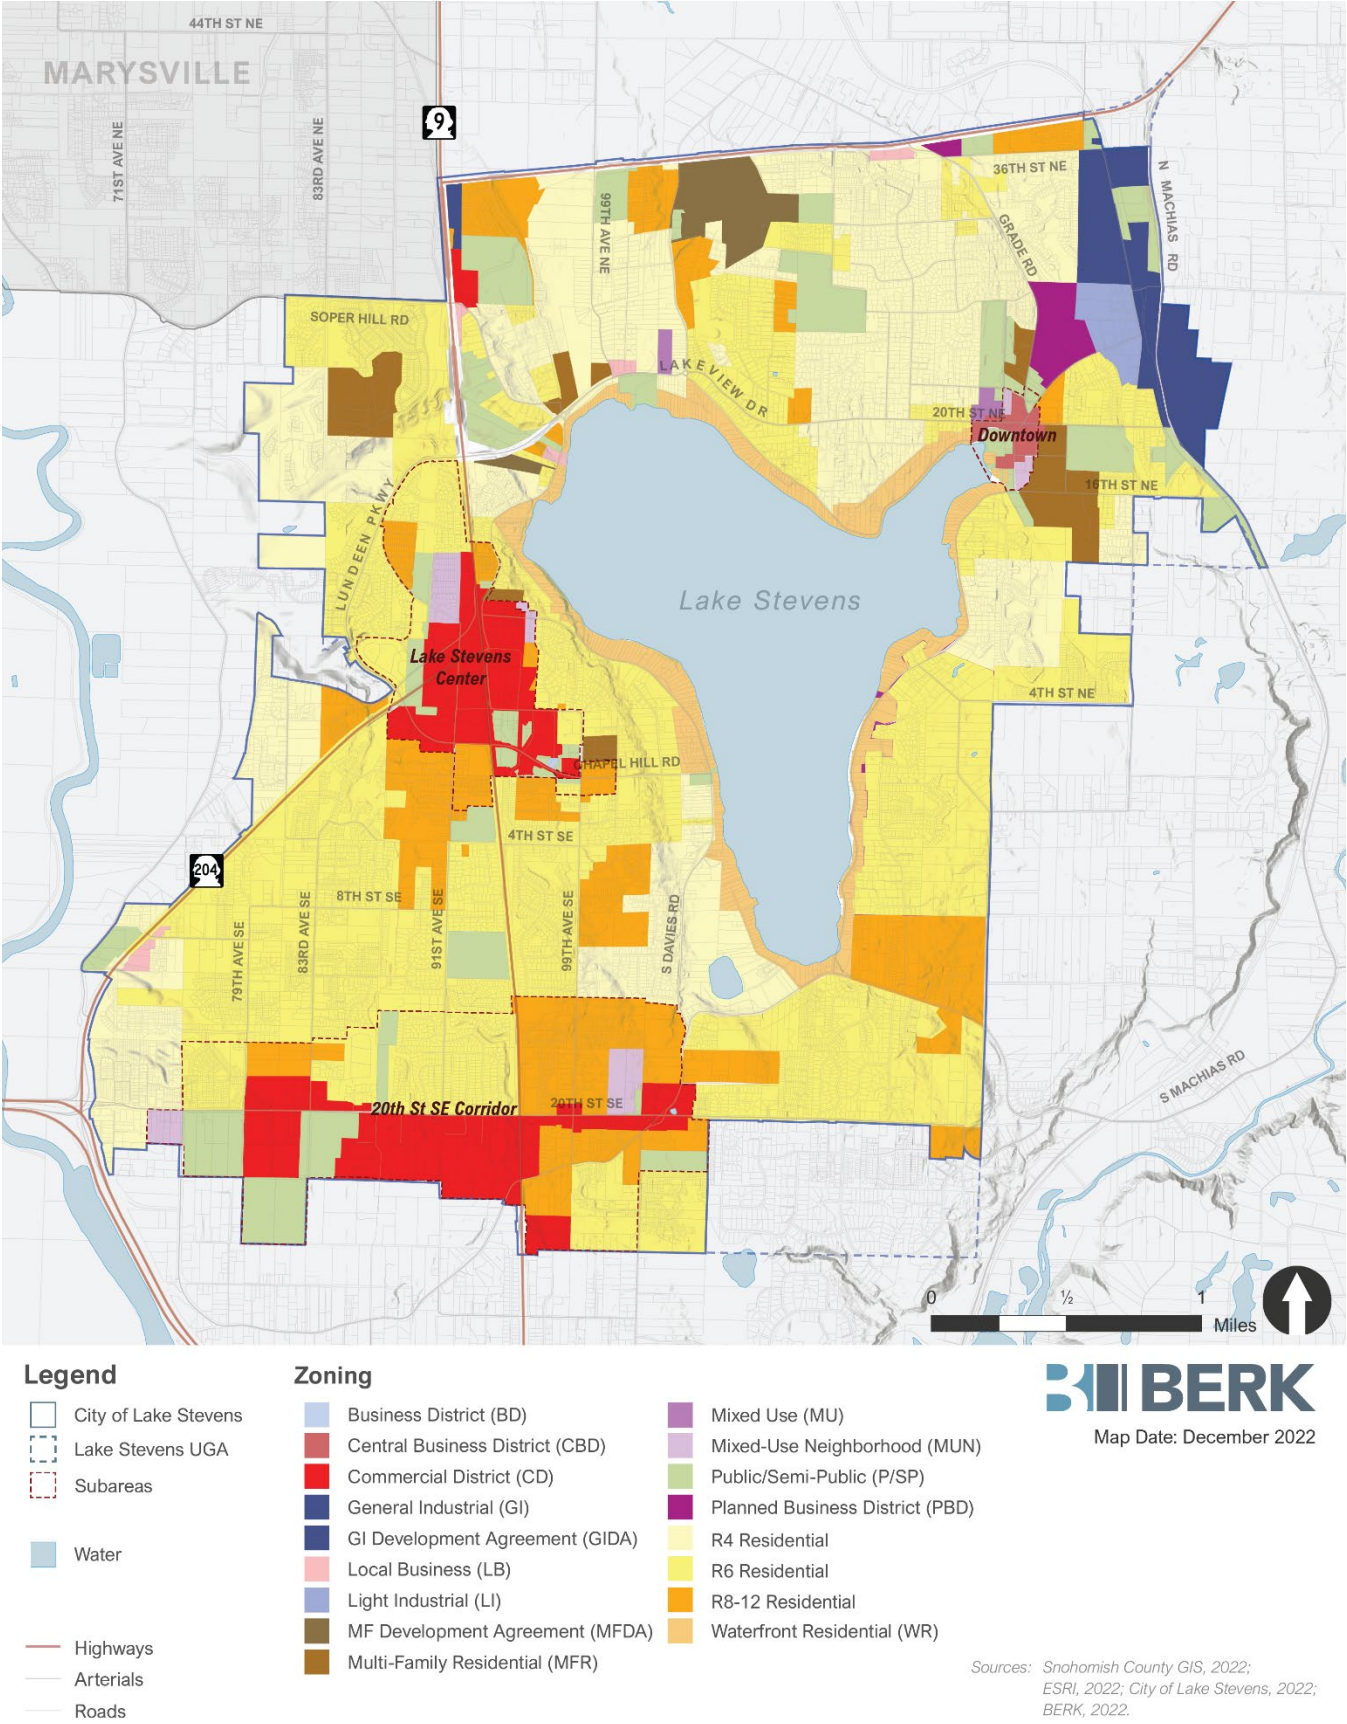 44TH ST NE
MARYSVILLE
9
71ST AVE NE
83RD AVE NE
36TH ST NE
N MACHIAS RD
99TH AVE NE
GRADE RD
SOPER HILL RD
LAKEVIEW DR
20TH ST NE
Downtown
16TH ST NE
LUNDEEN PKWY
Lake Stevens
Lake Stevens
Center
4TH ST NE
CHAPEL HILL RD
4TH ST SE
204
8TH ST SE
79TH AVE SE
83RD AVE SE
91ST AVE SE
99TH AVE SE
S DAVIES RD
S MACHIAS RD
20th St SE Corridor
20TH ST SE
0 ½ 1
Miles
Legend
City of Lake Stevens
Lake Stevens UGA
Subareas
Water
Highways
Arterials
Roads
Zoning
Business District (BD)
Central Business District (CBD)
Commercial District (CD)
General Industrial (GI)
GI Development Agreement (GIDA)
Local Business (LB)
Light Industrial (LI)
MF Development Agreement (MFDA)
Multi-Family Residential (MFR)
Mixed Use (MU)
Mixed-Use Neighborhood (MUN)
Public/Semi-Public (P/SP)
Planned Business District (PBD)
R4 Residential
R6 Residential
R8-12 Residential
Waterfront Residential (WR)
BERK
Map Date: December 2022
Sources: Snohomish County GIS, 2022;
ESRI, 2022; City of Lake Stevens, 2022;
BERK, 2022.